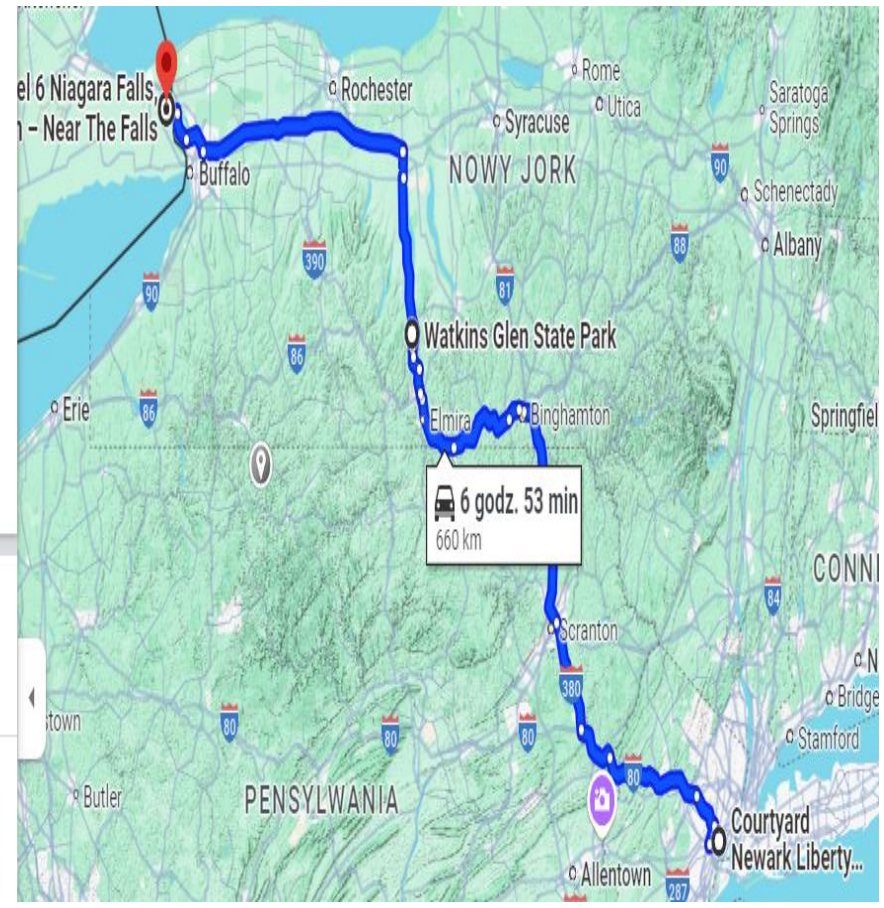 el 6 Niagara Falls,
n – Near The Falls
Rochester
Rome
Utica
Saratoga
Springs
Syracuse
Buffalo
NOWY JORK
90
Schenectady
Albany
390
88
90
81
86
Watkins Glen State Park
Erie
86
Elmira
Binghamton
Springfiel
6 godz. 53 min
660 km
CONNE
84
Scranton
380
N
Bridge
stown
80
80
80
Stamford
80
Butler
PENSYLWANIA
Courtyard
Newark Liberty...
Allentown
287